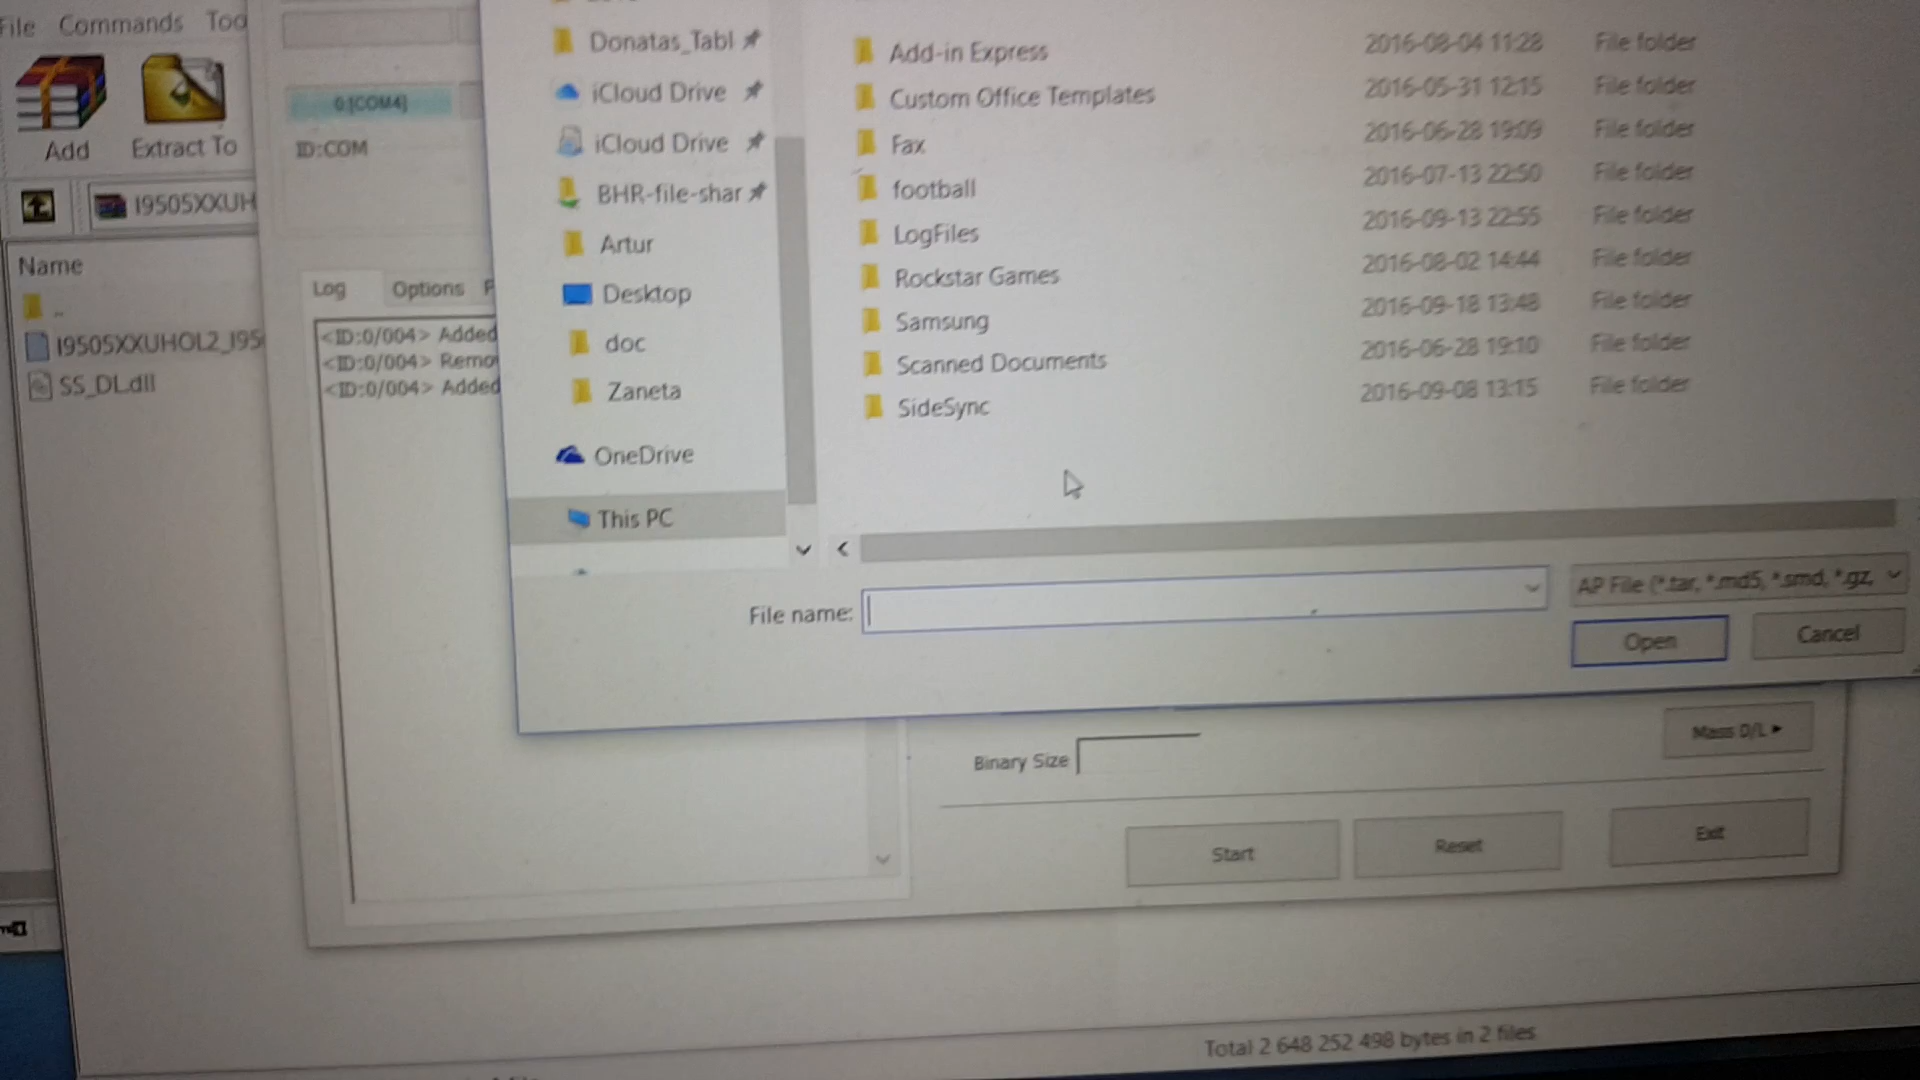 File Commands Too
Add
Extract To
I9505XXUH
Name
..
I9505XXUHOL2_I95
SS_DL.dll
0:[COM4]
ID:COM
Log
Options
<ID:0/004> Added
<ID:0/004> Remo
<ID:0/004> Added
Donatas_Tabl
iCloud Drive
iCloud Drive
BHR-file-shar
Artur
Desktop
doc
Zaneta
OneDrive
This PC
Add-in Express
Custom Office Templates
Fax
football
LogFiles
Rockstar Games
Samsung
Scanned Documents
SideSync
2016-08-04 11:28 File folder
2016-05-31 12:15 File folder
2016-06-28 19:09 File folder
2016-07-13 22:50 File folder
2016-09-13 22:55 File folder
2016-08-02 14:44 File folder
2016-09-18 13:48 File folder
2016-06-28 19:10 File folder
2016-09-08 13:15 File folder
File name:
AP File (*.tar, *.md5, *.smd, *.gz,
Open
Cancel
Binary Size
Mass D/L
Start
Reset
Exit
Total 2 648 252 498 bytes in 2 files